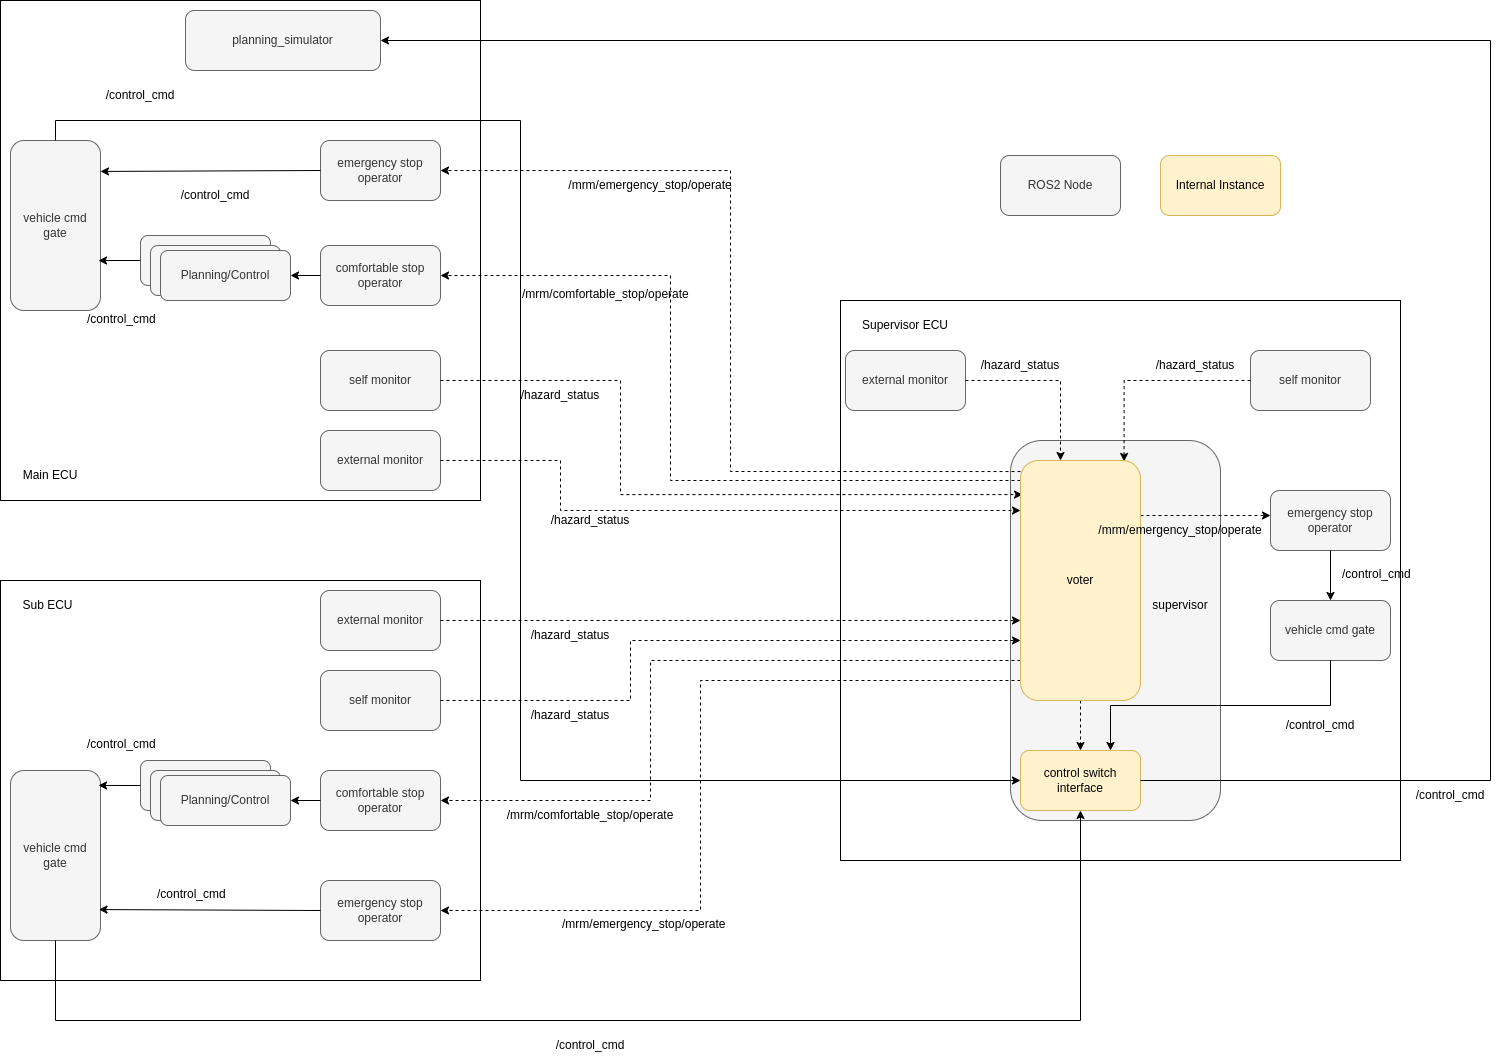 planning_simulator
/control_cmd
emergency stop
operator
/mrm/emergency_stop/operate
/control_cmd
vehicle cmd
gate
Planning/Control
comfortable stop
operator
/mrm/comfortable_stop/operate
/control_cmd
self monitor
/hazard_status
external monitor
Main ECU
/hazard_status
ROS2 Node
Internal Instance
Supervisor ECU
external monitor
/hazard_status
/hazard_status
self monitor
emergency stop
operator
/mrm/emergency_stop/operate
/control_cmd
voter
supervisor
vehicle cmd gate
/control_cmd
control switch
interface
/control_cmd
Sub ECU
external monitor
/hazard_status
self monitor
/hazard_status
/control_cmd
Planning/Control
comfortable stop
operator
/mrm/comfortable_stop/operate
vehicle cmd
gate
/control_cmd
emergency stop
operator
/mrm/emergency_stop/operate
/control_cmd